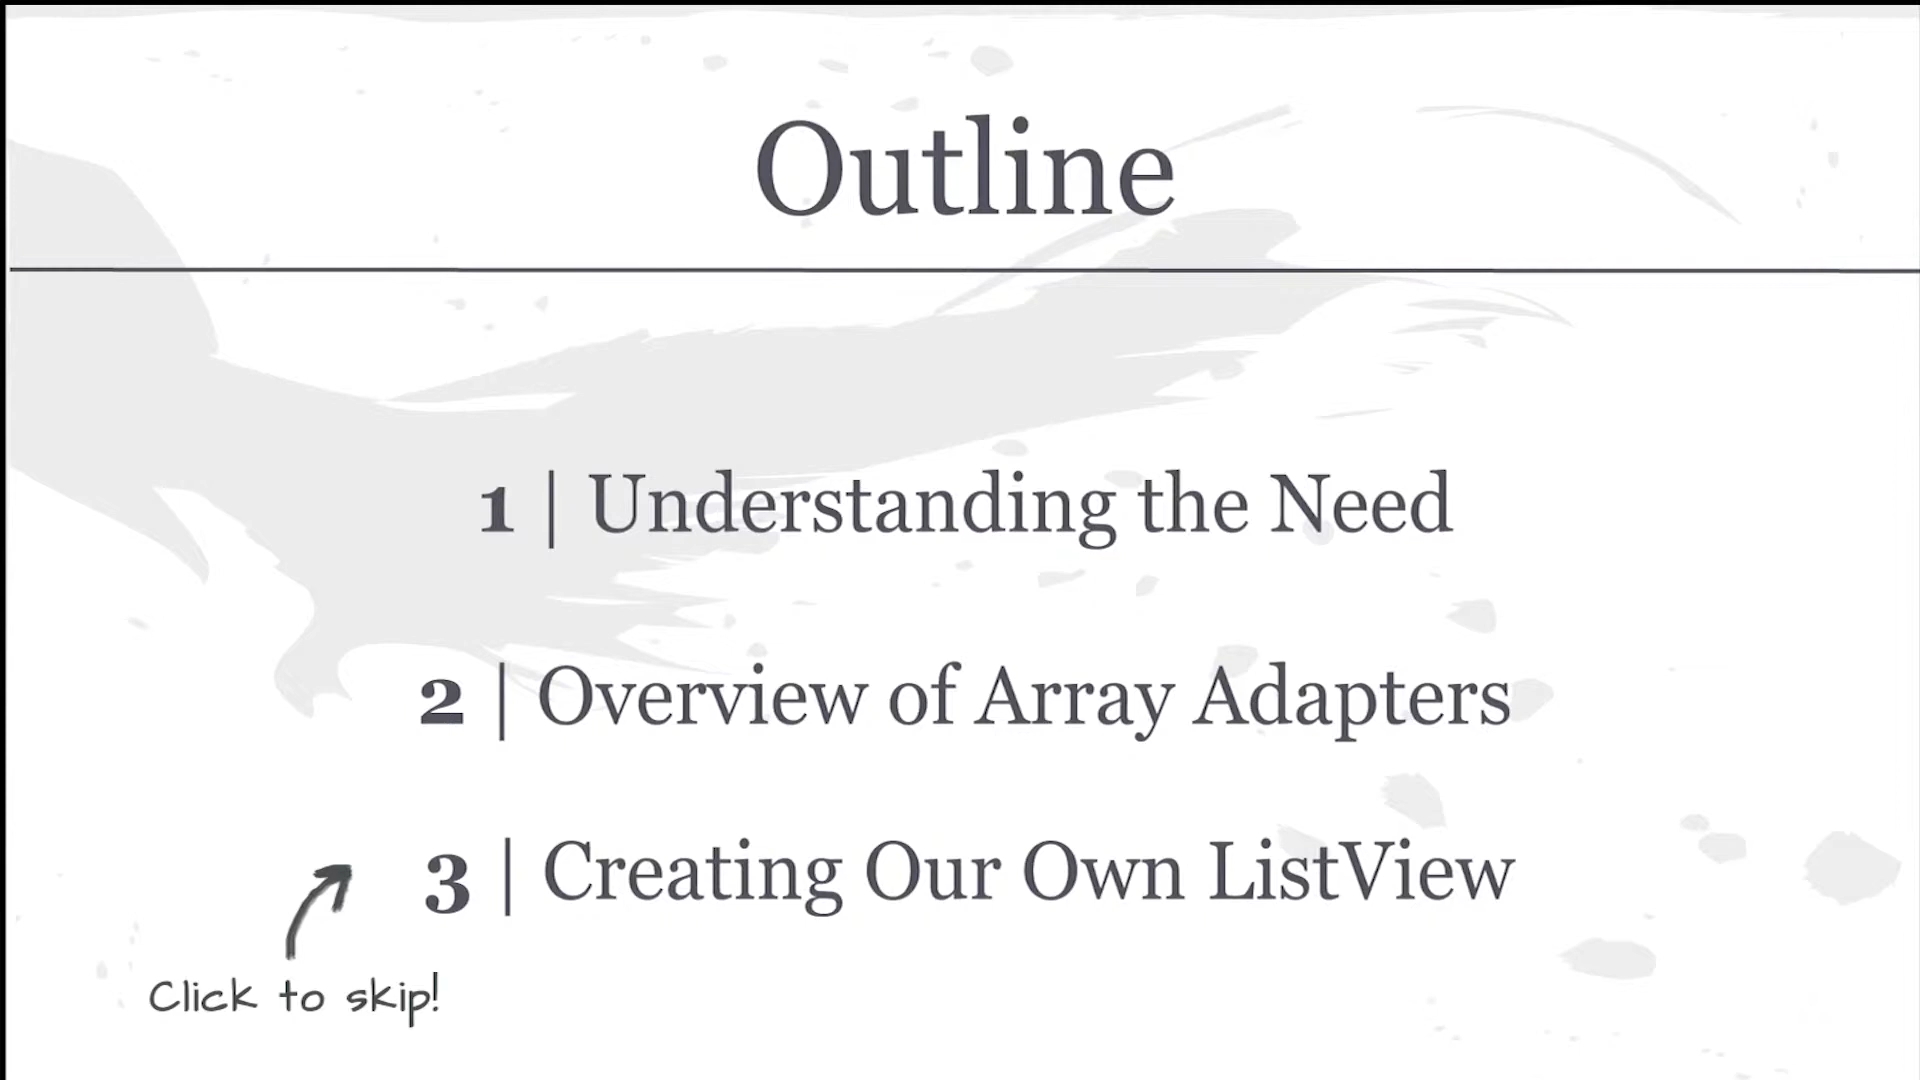 Outline
1 | Understanding the Need
2 | Overview of Array Adapters
3 | Creating Our Own ListView
Click to skip!